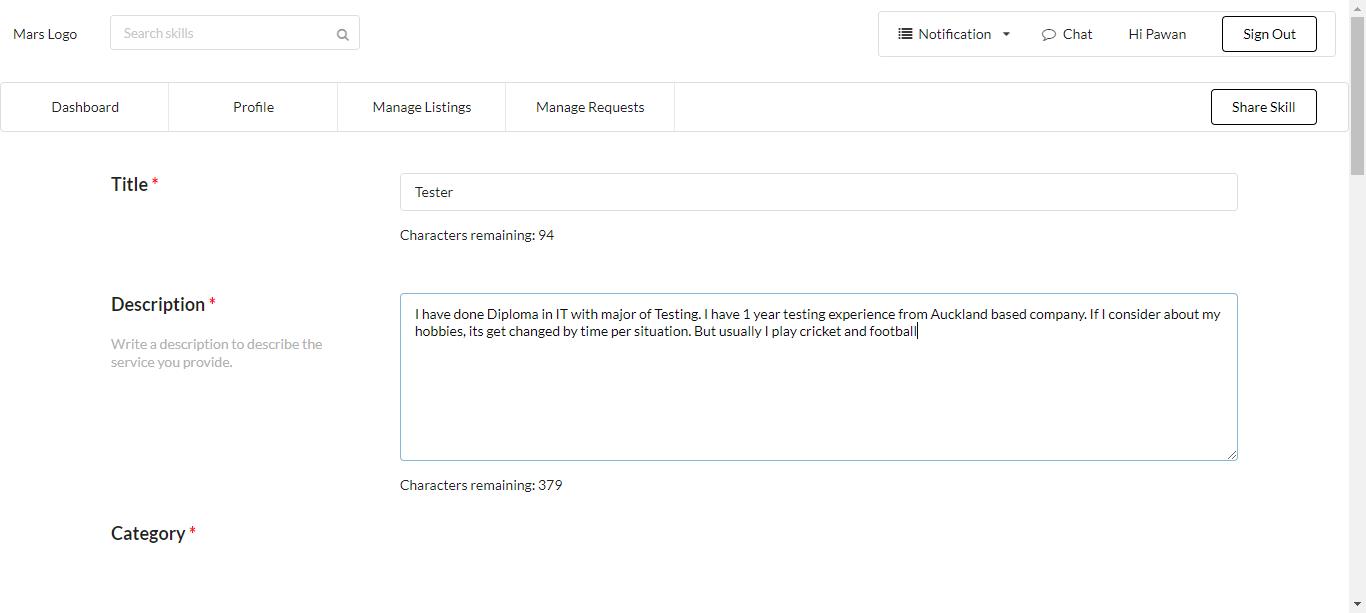 Mars Logo
Search skills
Notification
Chat
Hi Pawan
Sign Out
Dashboard
Profile
Manage Listings
Manage Requests
Share Skill
Title *
Tester
Characters remaining: 94
Description *
Write a description to describe the
service you provide.
I have done Diploma in IT with major of Testing. I have 1 year testing experience from Auckland based company. If I consider about my
hobbies, its get changed by time per situation. But usually I play cricket and football
Characters remaining: 379
Category *